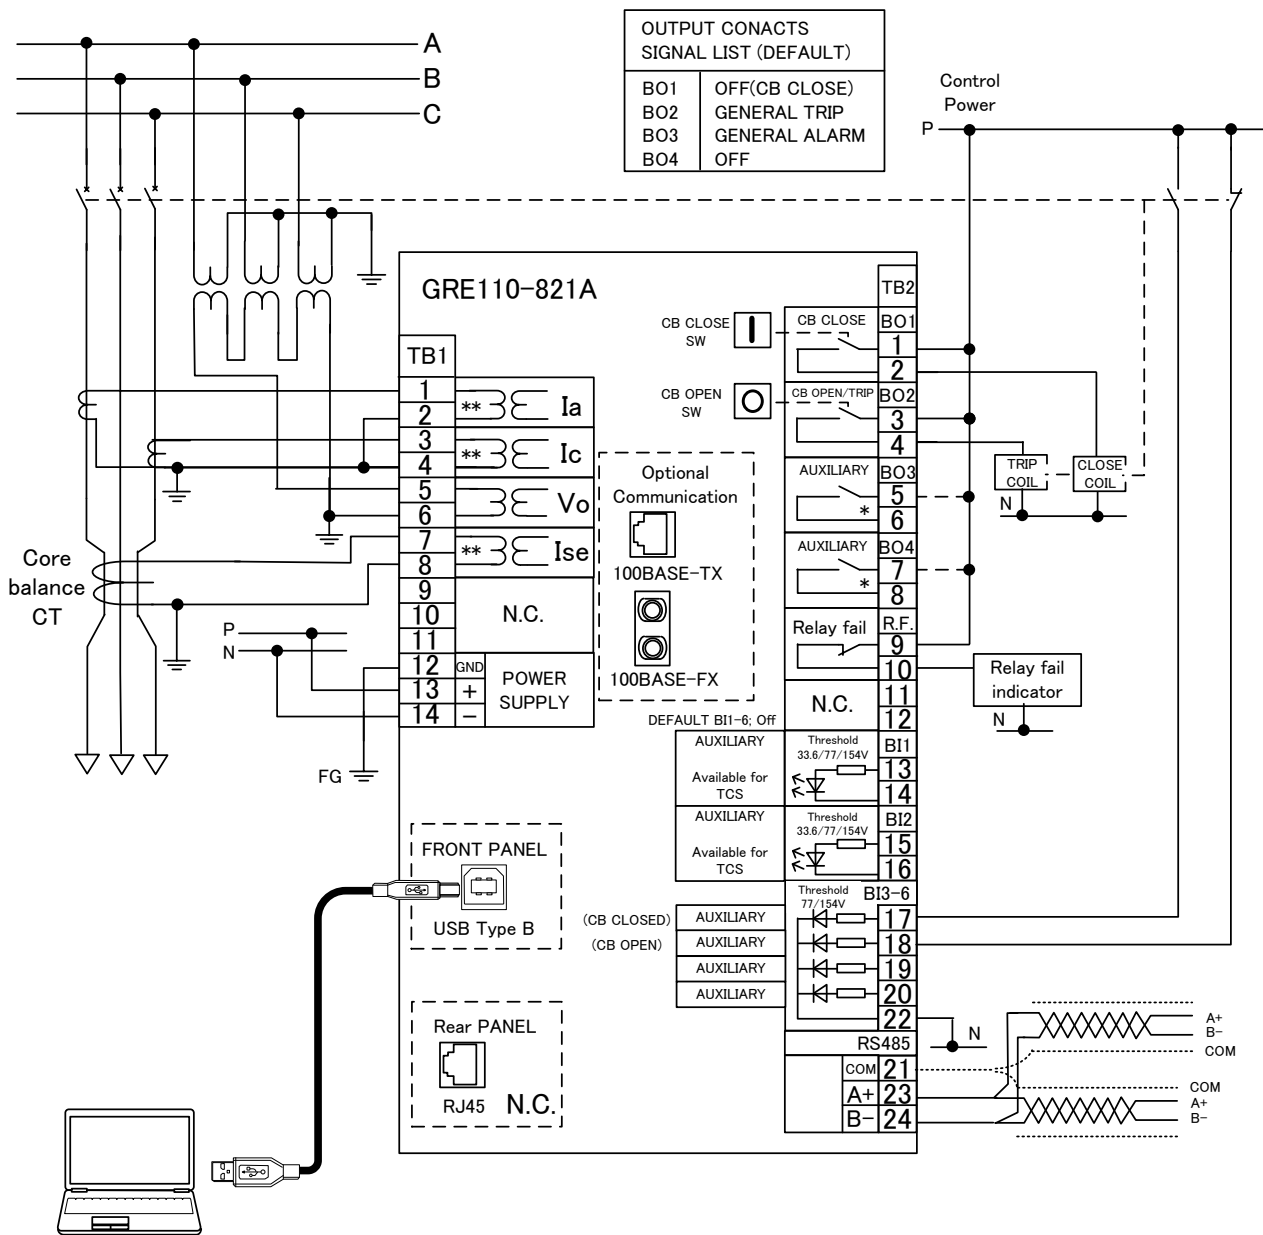 A
B
C
OUTPUT CONACTS
SIGNAL LIST (DEFAULT)
BO1 OFF(CB CLOSE)
BO2 GENERAL TRIP
BO3 GENERAL ALARM
BO4 OFF
Control
Power
P
GRE110-821A
TB1
1
2
3
4
5
6
7
8
9
10
11
12
13
14
** Ia
** Ic
Vo
** Ise
N.C.
GND
+
−
POWER
SUPPLY
Core
balance
CT
P
N
FG
Optional
Communication
100BASE-TX
100BASE-FX
CB CLOSE
SW
CB OPEN
SW
TB2
CB CLOSE BO1
1
2
CB OPEN/TRIP BO2
3
4
AUXILIARY BO3
5
* 6
AUXILIARY BO4
7
* 8
Relay fail R.F.
9
10
N.C. 11
12
TRIP
COIL
CLOSE
COIL
N
Relay fail
indicator
N
DEFAULT BI1-6; Off
AUXILIARY
Available for
TCS
Threshold
33.6/77/154V
BI1
13
14
AUXILIARY
Available for
TCS
Threshold
33.6/77/154V
BI2
15
16
Threshold
77/154V
BI3-6
(CB CLOSED) AUXILIARY 17
(CB OPEN) AUXILIARY 18
AUXILIARY 19
AUXILIARY 20
22
N
RS485
COM 21
A+ 23
B- 24
A+
B-
COM
COM
A+
B-
FRONT PANEL
USB Type B
Rear PANEL
RJ45 N.C.